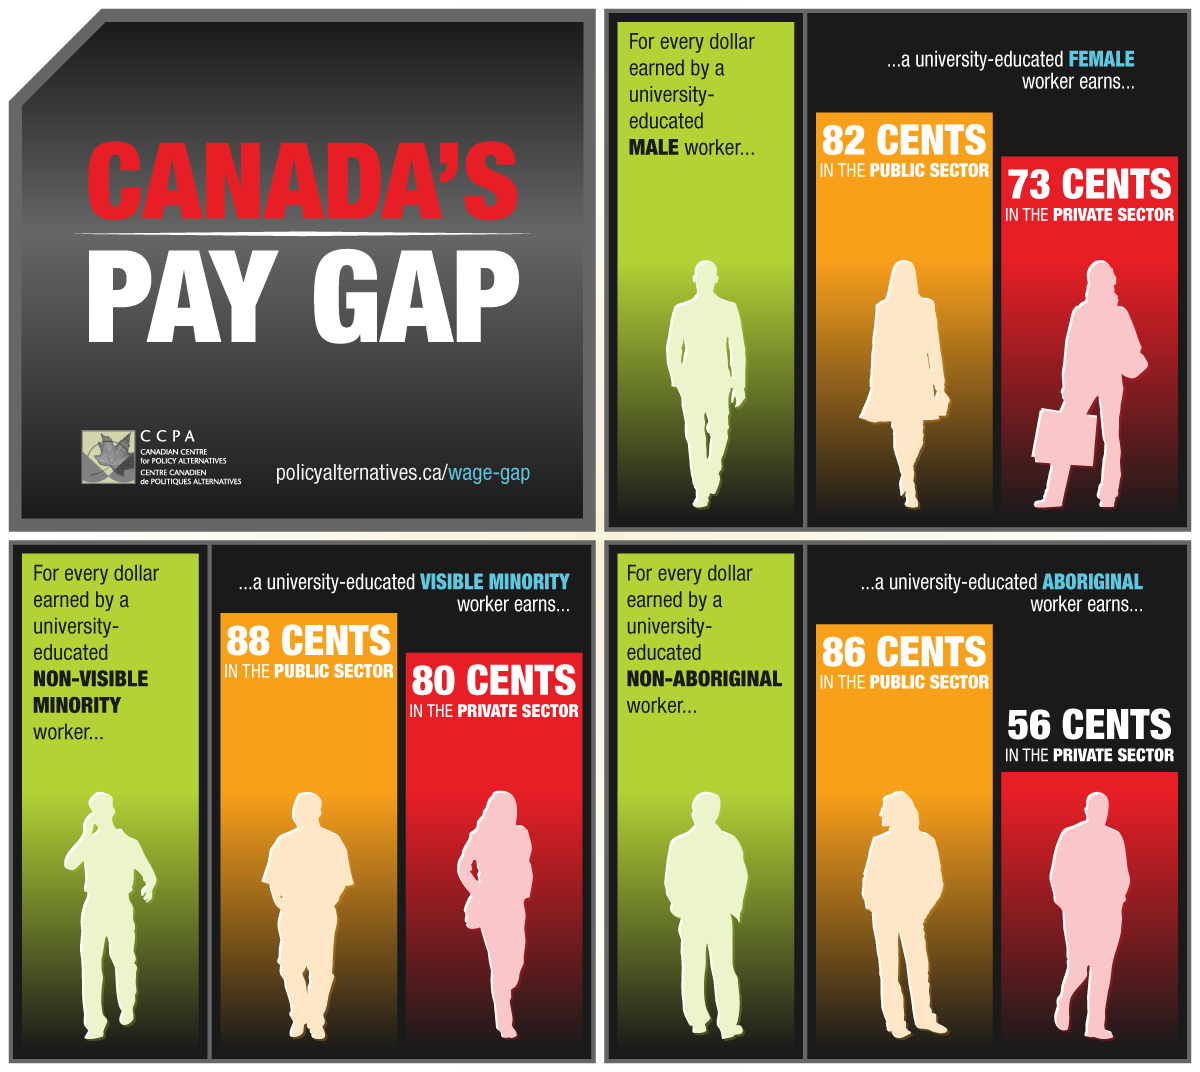 CANADA'S
PAY GAP
CCPA
CANADIAN CENTRE
for POLICY ALTERNATIVES
CENTRE CANADIEN
de POLITIQUES ALTERNATIVES
policyalternatives.ca/wage-gap
For every dollar
earned by a
university-
educated
MALE worker...
...a university-educated FEMALE
worker earns...
82 CENTS
IN THE PUBLIC SECTOR
73 CENTS
IN THE PRIVATE SECTOR
For every dollar
earned by a
university-
educated
NON-VISIBLE
MINORITY
worker...
...a university-educated VISIBLE MINORITY
worker earns...
88 CENTS
IN THE PUBLIC SECTOR
80 CENTS
IN THE PRIVATE SECTOR
For every dollar
earned by a
university-
educated
NON-ABORIGINAL
worker...
...a university-educated ABORIGINAL
worker earns...
86 CENTS
IN THE PUBLIC SECTOR
56 CENTS
IN THE PRIVATE SECTOR